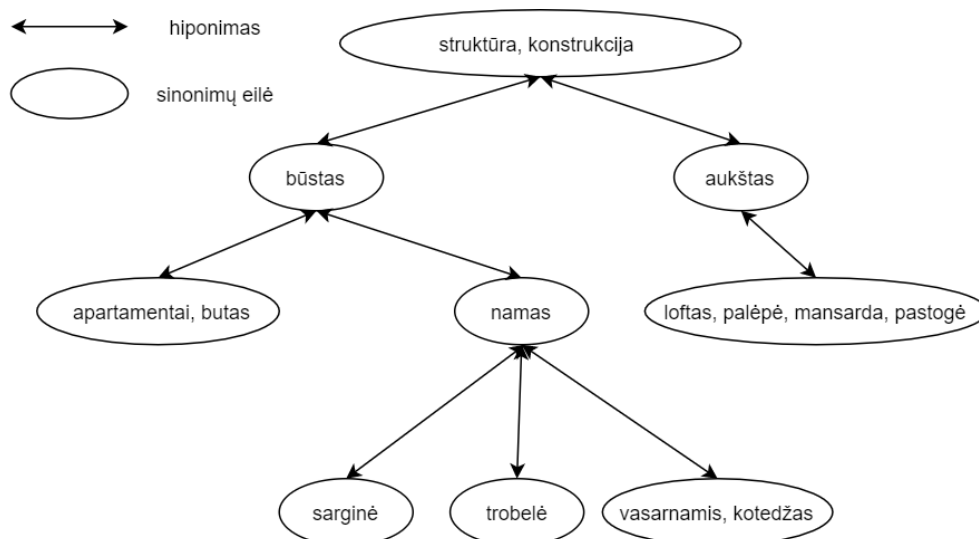 hiponimas
sinonimų eilė
struktūra, konstrukcija
būstas
aukštas
apartamentai, butas
namas
loftas, palėpė, mansarda, pastogė
sarginė
trobelė
vasarnamis, kotedžas